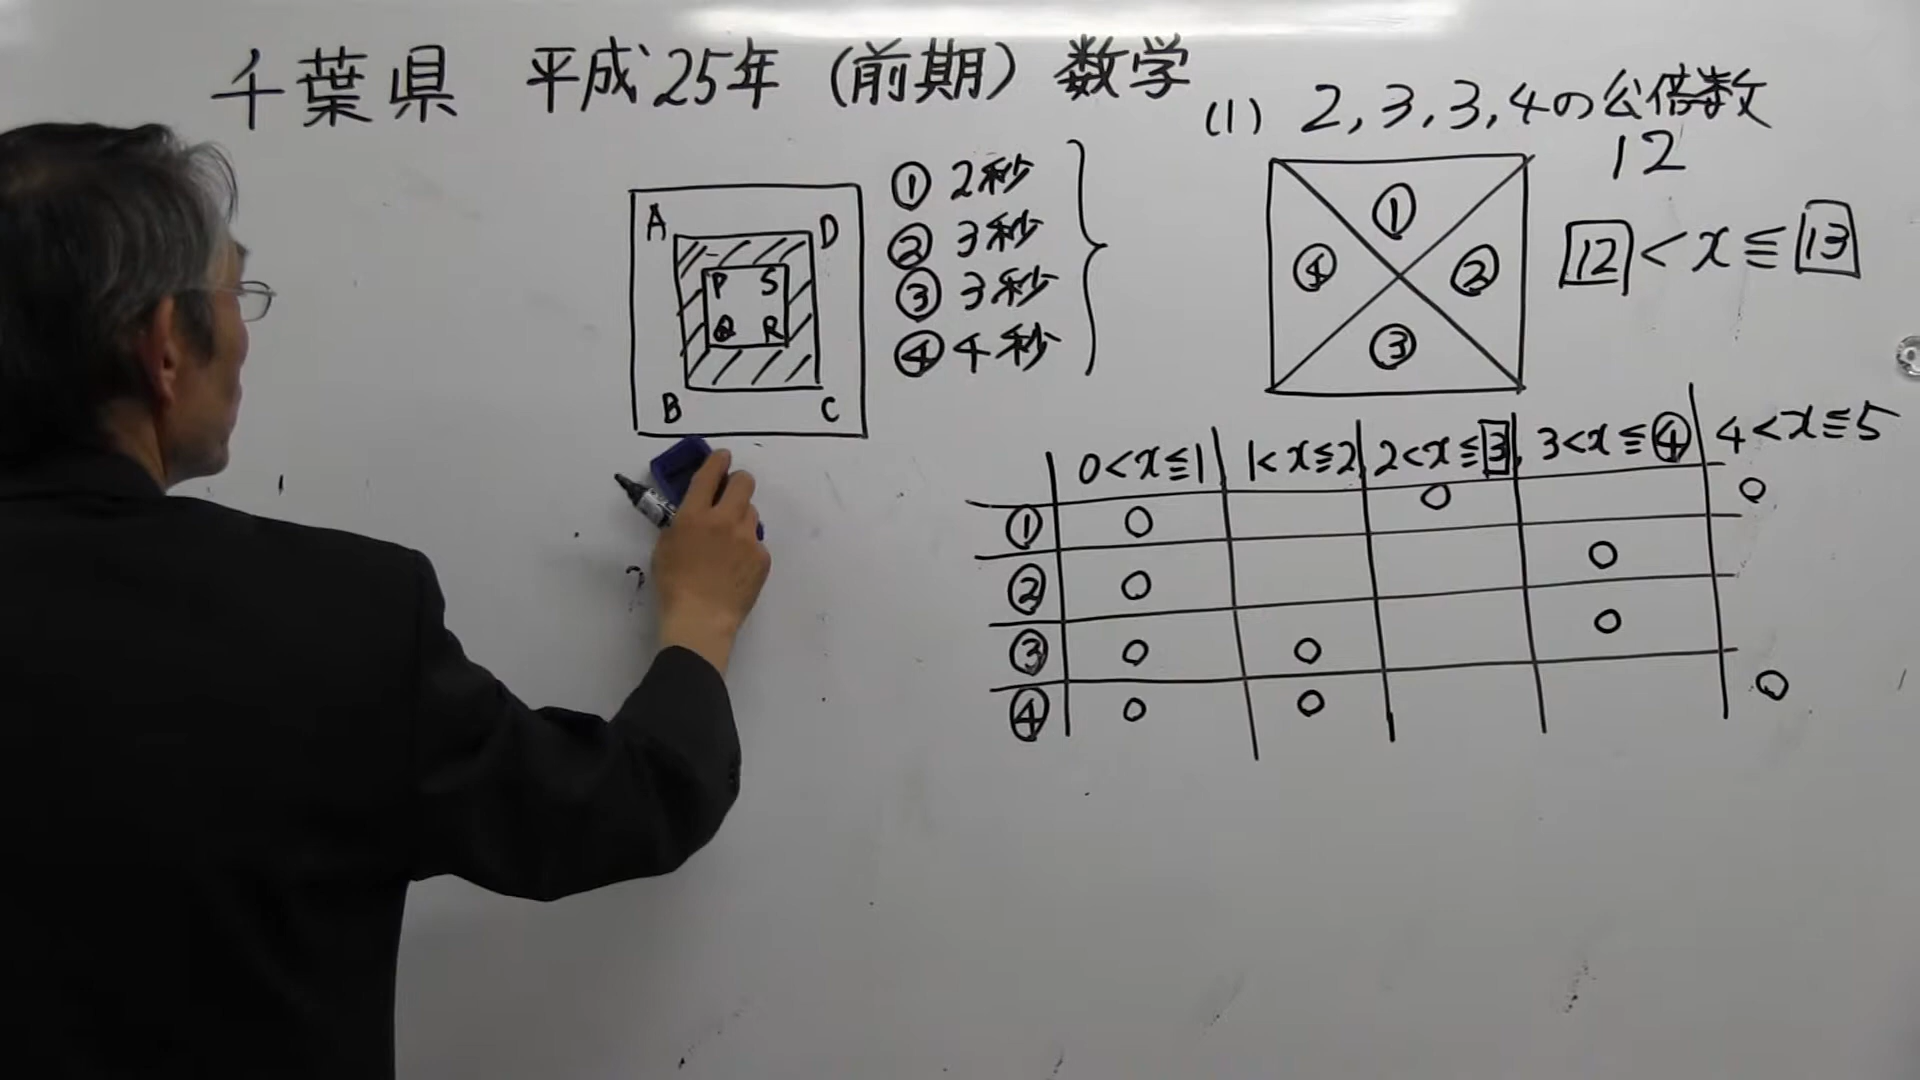 千葉県 平成25年(前期)数学
(1) 2,3,3,4の公倍数
12
A D
P S
Q R
B C
① 2秒
② 3秒
③ 3秒
④ 4秒
①
④ ②
③
12 < x ≦ 13
0<x≦1 1<x≦2 2<x≦3 3<x≦④ 4<x≦5
① ○ ○ ○
② ○ ○
③ ○ ○ ○
④ ○ ○ ○